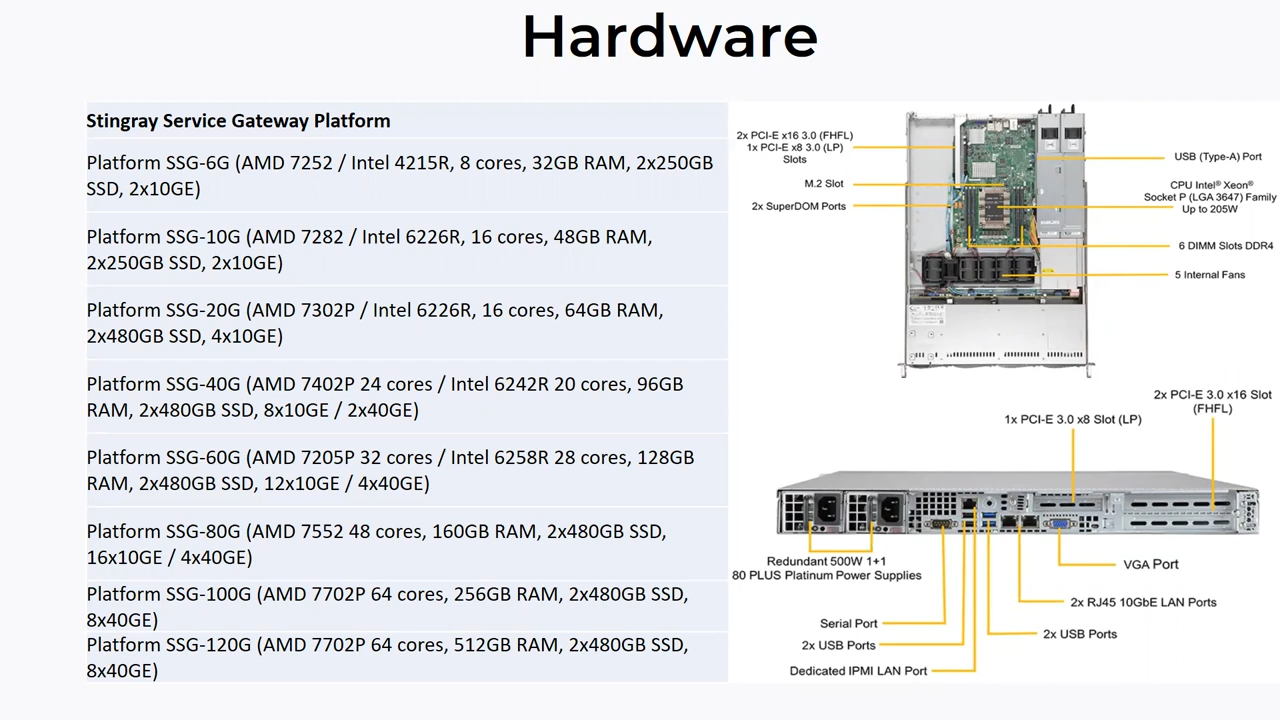 Hardware
Stingray Service Gateway Platform
Platform SSG-6G (AMD 7252 / Intel 4215R, 8 cores, 32GB RAM, 2x250GB
SSD, 2x10GE)
Platform SSG-10G (AMD 7282 / Intel 6226R, 16 cores, 48GB RAM,
2x250GB SSD, 2x10GE)
Platform SSG-20G (AMD 7302P / Intel 6226R, 16 cores, 64GB RAM,
2x480GB SSD, 4x10GE)
Platform SSG-40G (AMD 7402P 24 cores / Intel 6242R 20 cores, 96GB
RAM, 2x480GB SSD, 8x10GE / 2x40GE)
Platform SSG-60G (AMD 7205P 32 cores / Intel 6258R 28 cores, 128GB
RAM, 2x480GB SSD, 12x10GE / 4x40GE)
Platform SSG-80G (AMD 7552 48 cores, 160GB RAM, 2x480GB SSD,
16x10GE / 4x40GE)
Platform SSG-100G (AMD 7702P 64 cores, 256GB RAM, 2x480GB SSD,
8x40GE)
Platform SSG-120G (AMD 7702P 64 cores, 512GB RAM, 2x480GB SSD,
8x40GE)
2x PCI-E x16 3.0 (FHFL)
1x PCI-E x8 3.0 (LP)
Slots
M.2 Slot
2x SuperDOM Ports
USB (Type-A) Port
CPU Intel® Xeon®
Socket P (LGA 3647) Family
Up to 205W
6 DIMM Slots DDR4
5 Internal Fans
2x PCI-E 3.0 x16 Slot
(FHFL)
1x PCI-E 3.0 x8 Slot (LP)
Redundant 500W 1+1
80 PLUS Platinum Power Supplies
Serial Port
2x USB Ports
Dedicated IPMI LAN Port
VGA Port
2x RJ45 10GbE LAN Ports
2x USB Ports